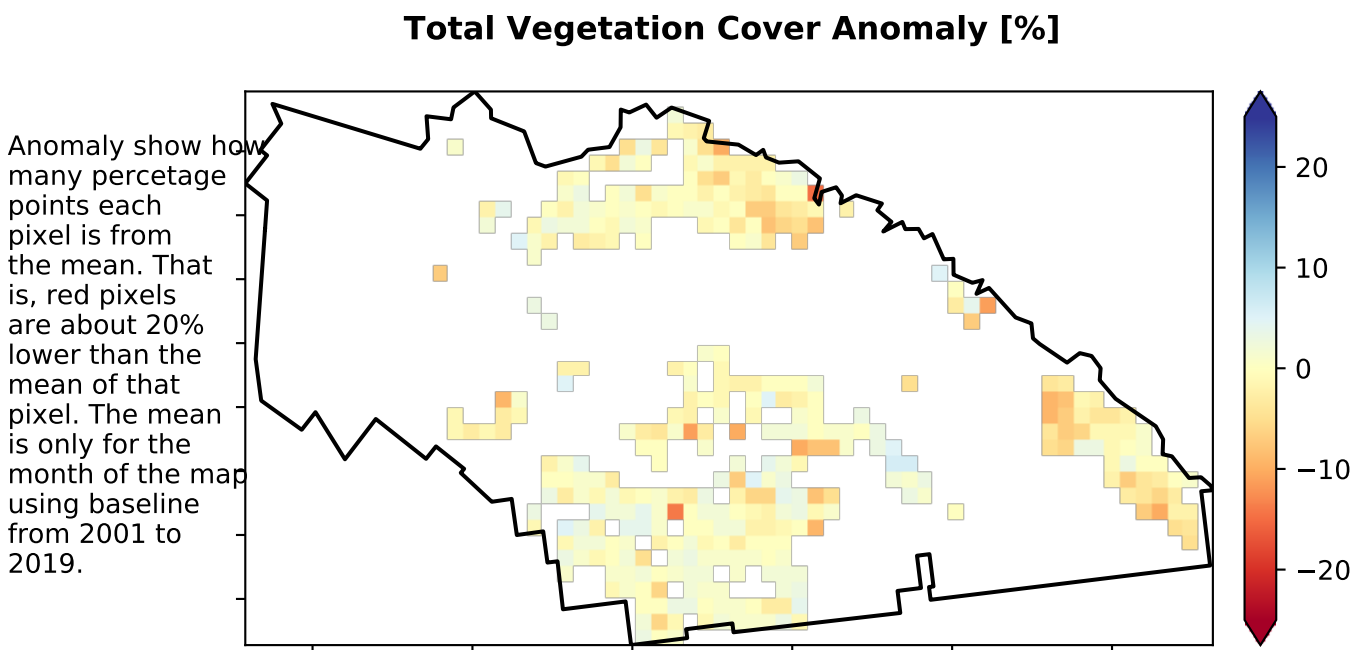 Total Vegetation Cover Anomaly [%]
Anomaly show how
many percetage
points each
pixel is from
the mean. That
is, red pixels
are about 20%
lower than the
mean of that
pixel. The mean
is only for the
month of the map
using baseline
from 2001 to
2019.
20
10
0
−10
−20